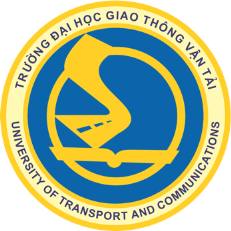 TRƯỜNG ĐẠI HỌC GIAO THÔNG VẬN TẢI
UNIVERSITY OF TRANSPORT AND COMMUNICATIONS